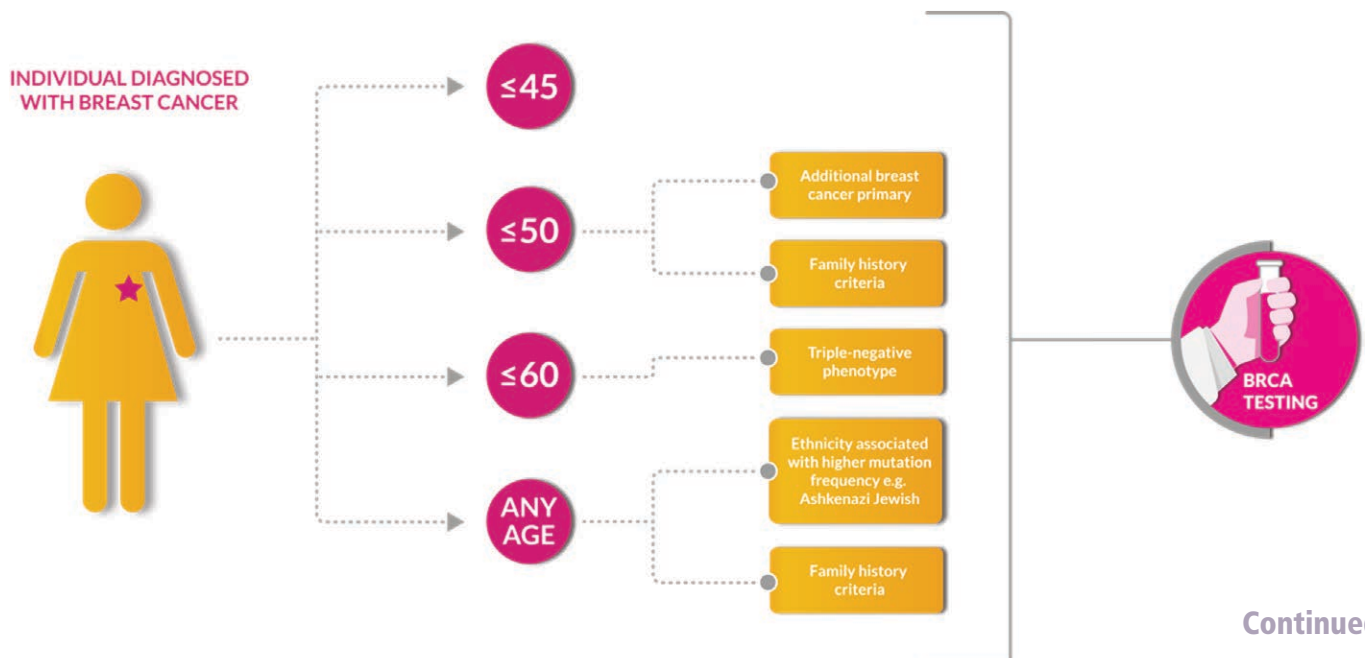 INDIVIDUAL DIAGNOSED
WITH BREAST CANCER
≤45
≤50
Additional breast
cancer primary
Family history
criteria
≤60
Triple-negative
phenotype
ANY
AGE
Ethnicity associated
with higher mutation
frequency e.g.
Ashkenazi Jewish
Family history
criteria
BRCA
TESTING